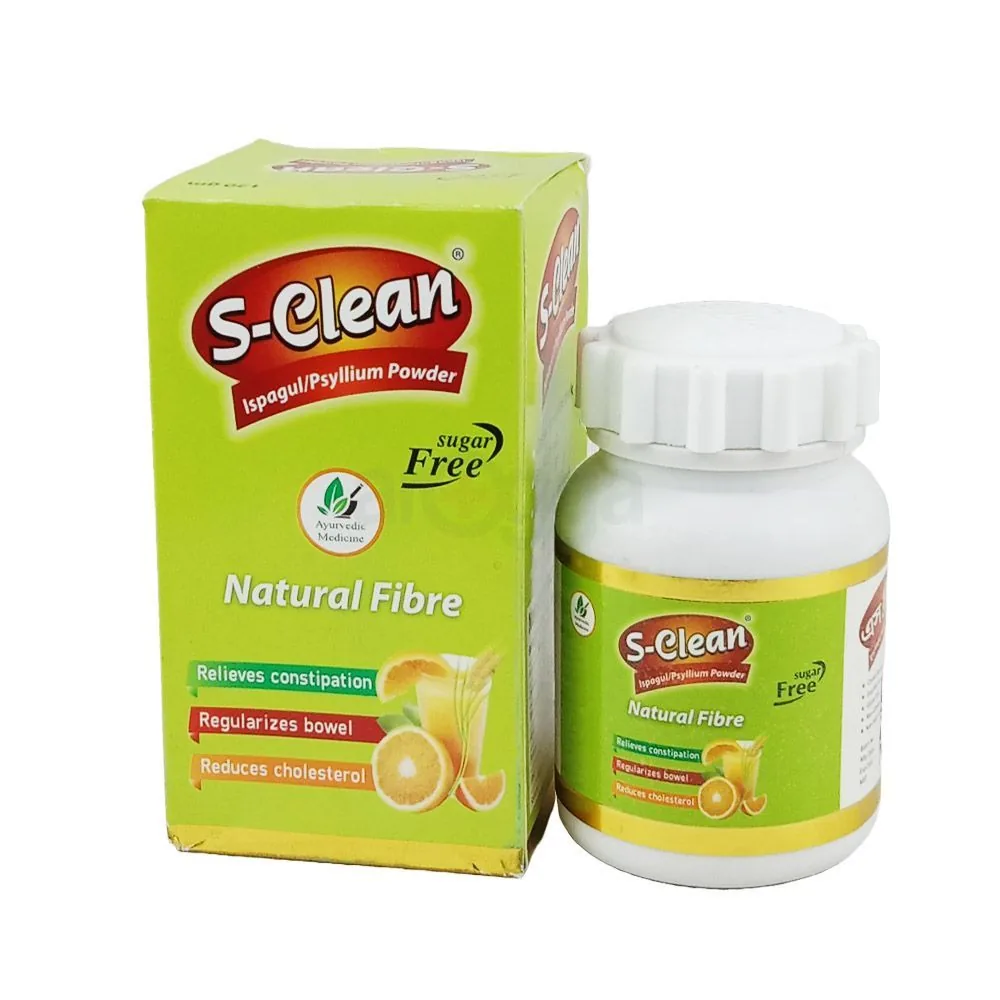 S-Clean®
Ispagul/Psyllium Powder
sugar
Free
Ayurvedic
Medicine
Natural Fibre
Relieves constipation
Regularizes bowel
Reduces cholesterol
S-Clean
S-Clean®
Ispagul/Psyllium Powder
sugar
Free
Natural Fibre
Relieves constipation
Regularizes bowel
Reduces cholesterol